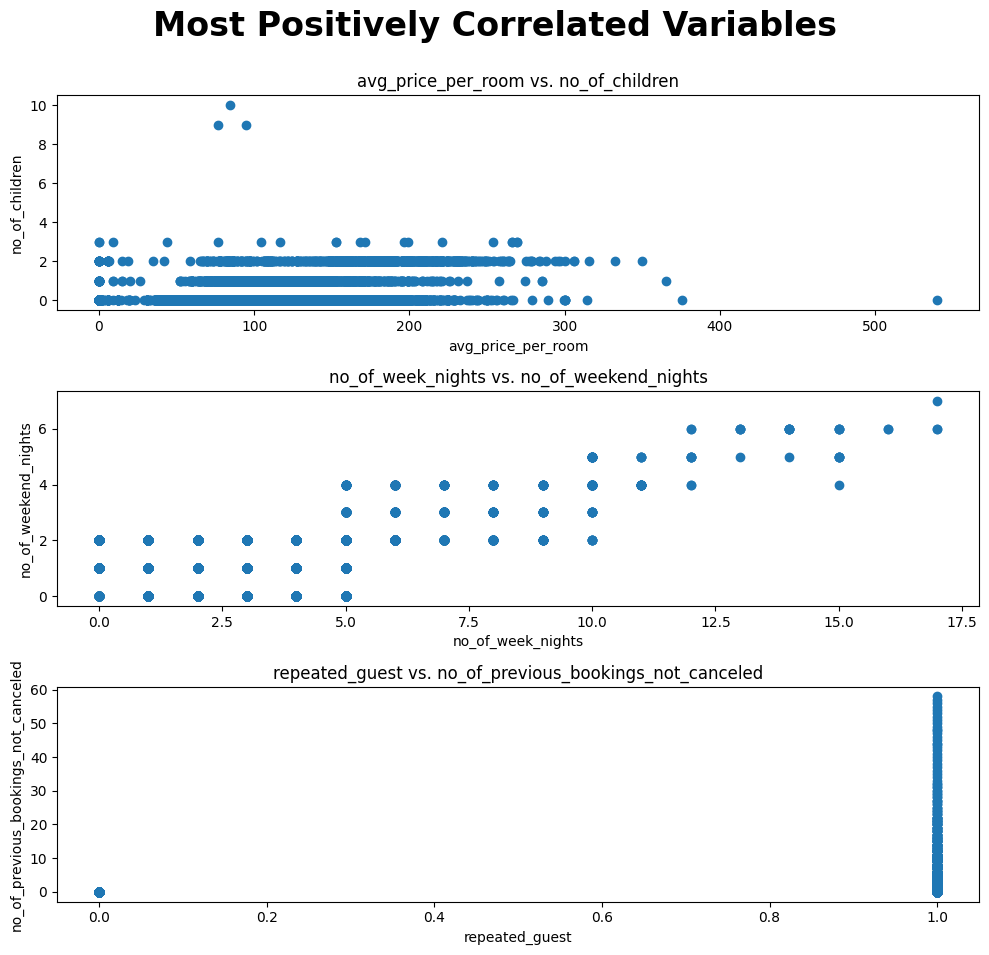 Most Positively Correlated Variables
avg_price_per_room vs. no_of_children
no_of_children
10
8
6
4
2
0
0 100 200 300 400 500
avg_price_per_room
no_of_week_nights vs. no_of_weekend_nights
no_of_weekend_nights
6
4
2
0
0.0 2.5 5.0 7.5 10.0 12.5 15.0 17.5
no_of_week_nights
repeated_guest vs. no_of_previous_bookings_not_canceled
no_of_previous_bookings_not_canceled
60
50
40
30
20
10
0
0.0 0.2 0.4 0.6 0.8 1.0
repeated_guest